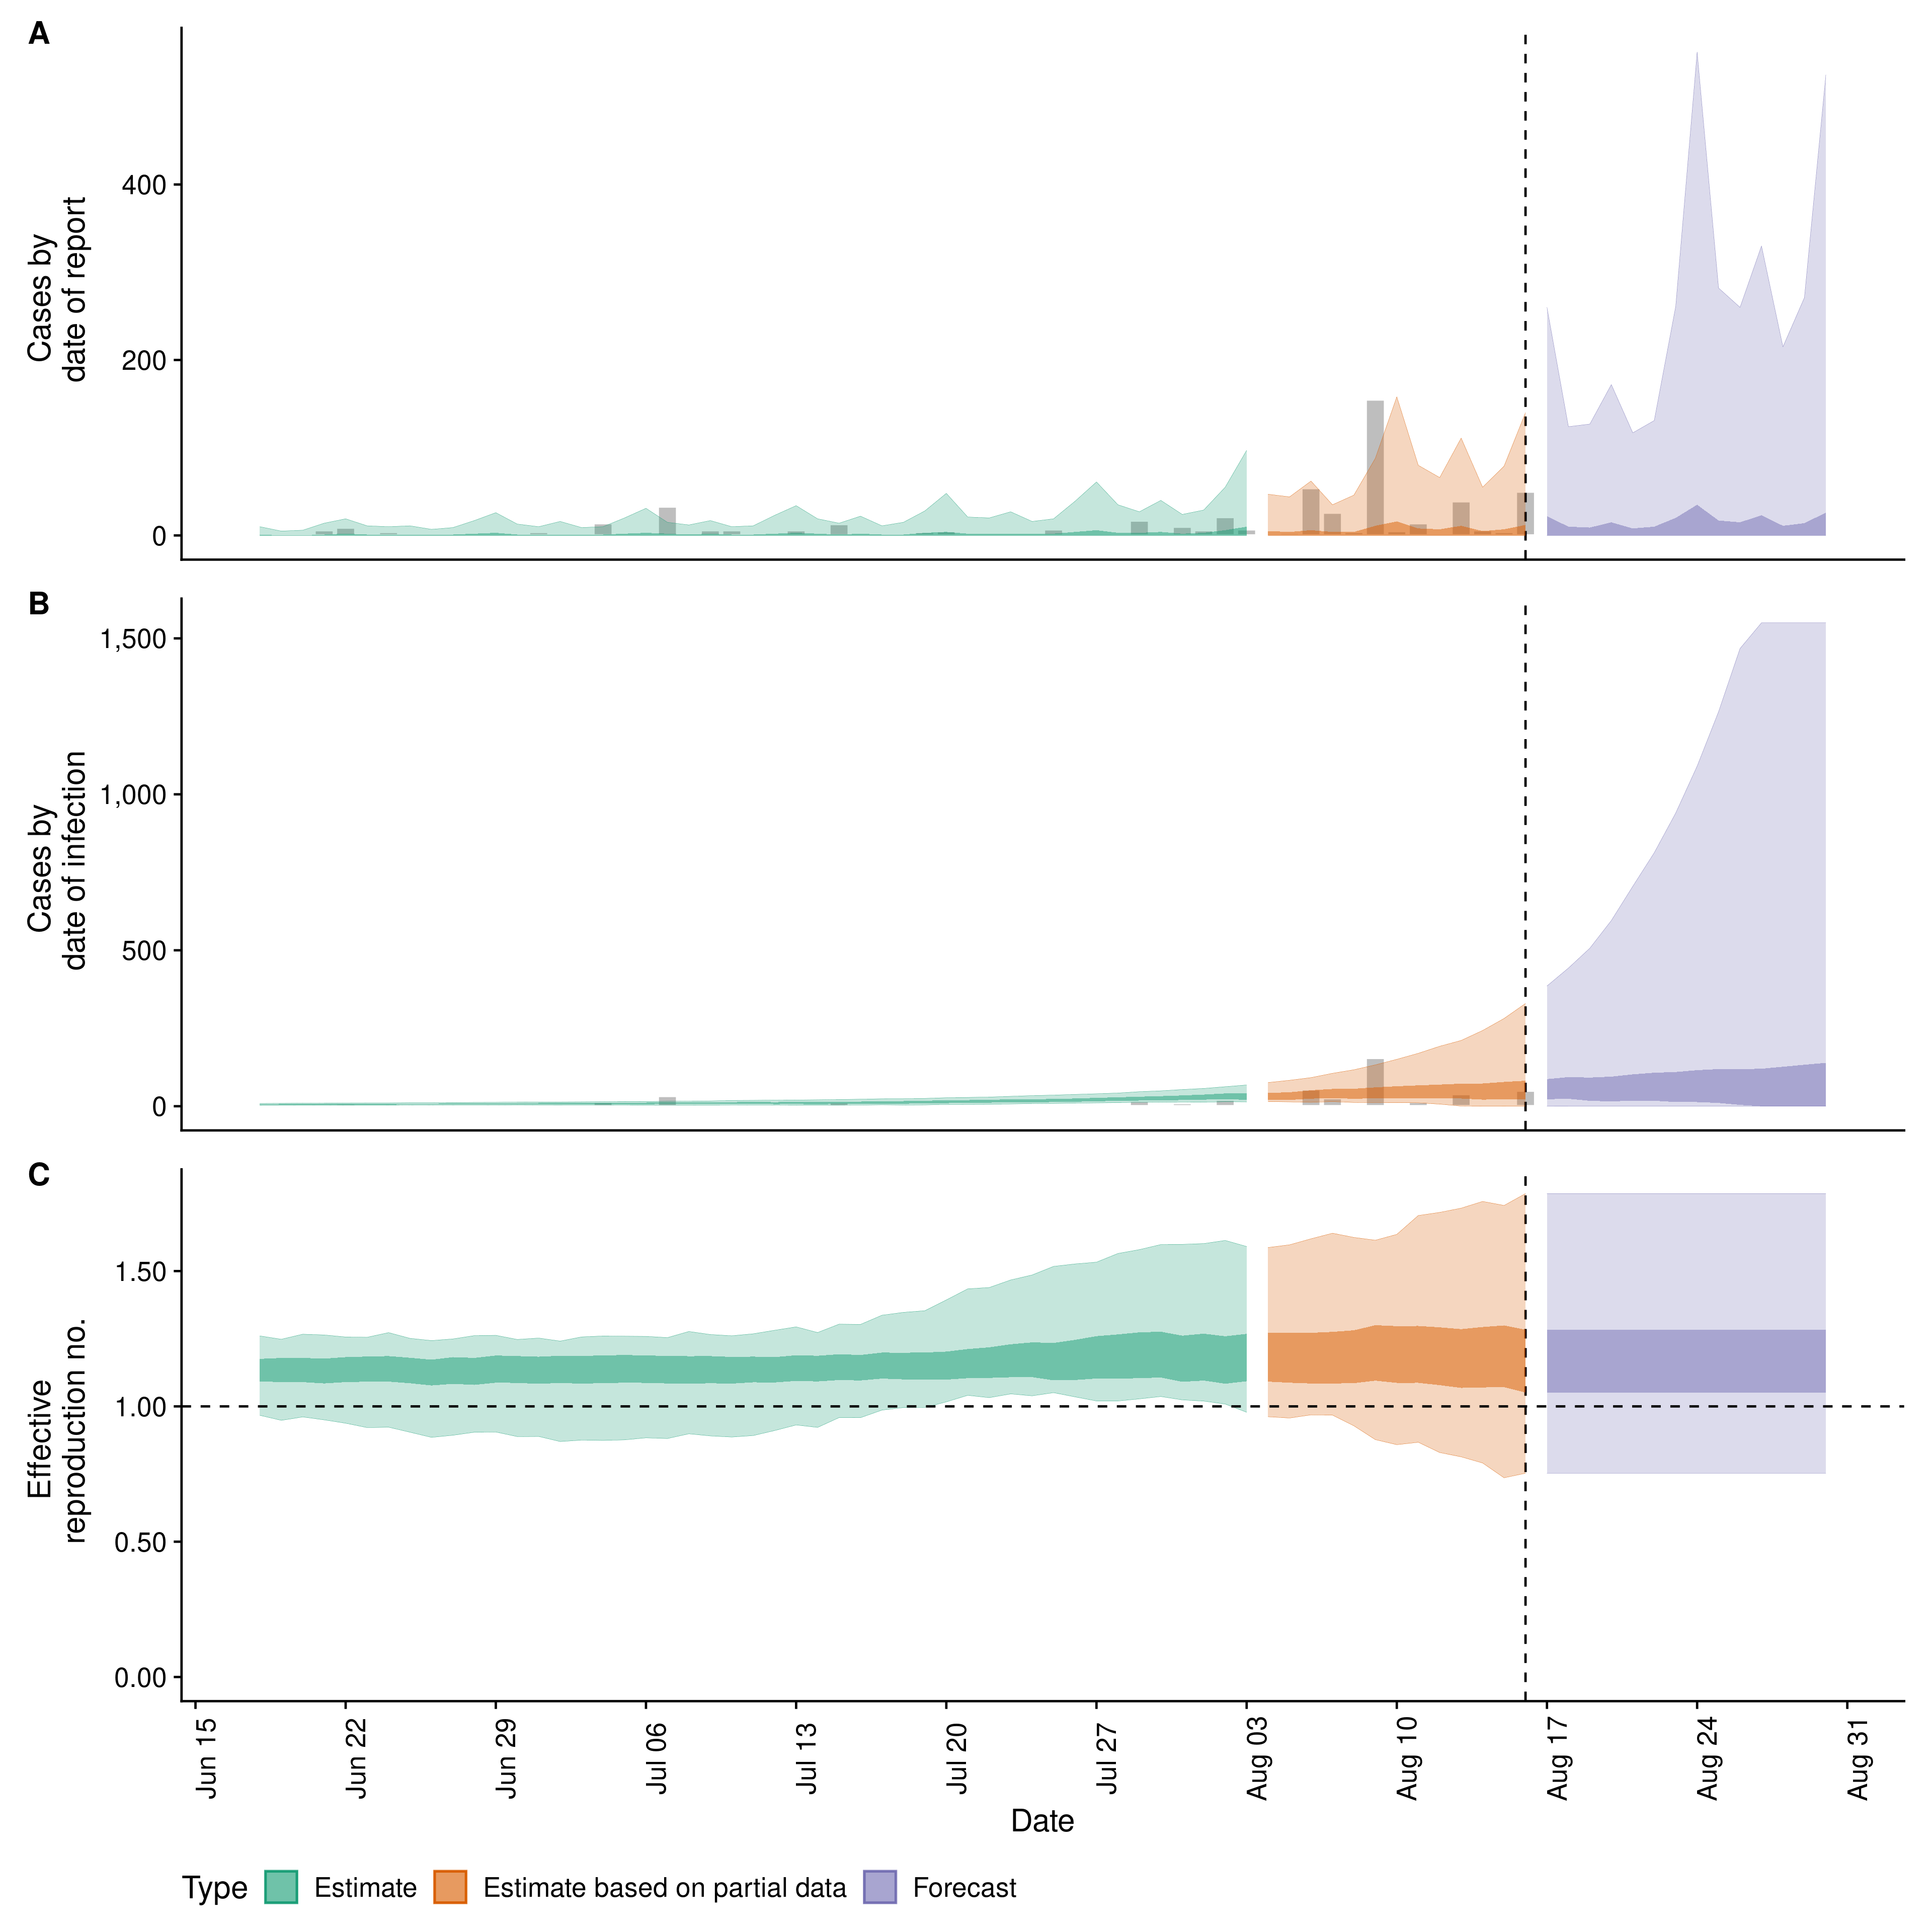 A
Cases by
date of report
400
200
0
B
Cases by
date of infection
1,500
1,000
500
0
C
Effective
reproduction no.
1.50
1.00
0.50
0.00
Jun 15
Jun 22
Jun 29
Jul 06
Jul 13
Jul 20
Jul 27
Aug 03
Aug 10
Aug 17
Aug 24
Aug 31
Date
Type Estimate Estimate based on partial data Forecast